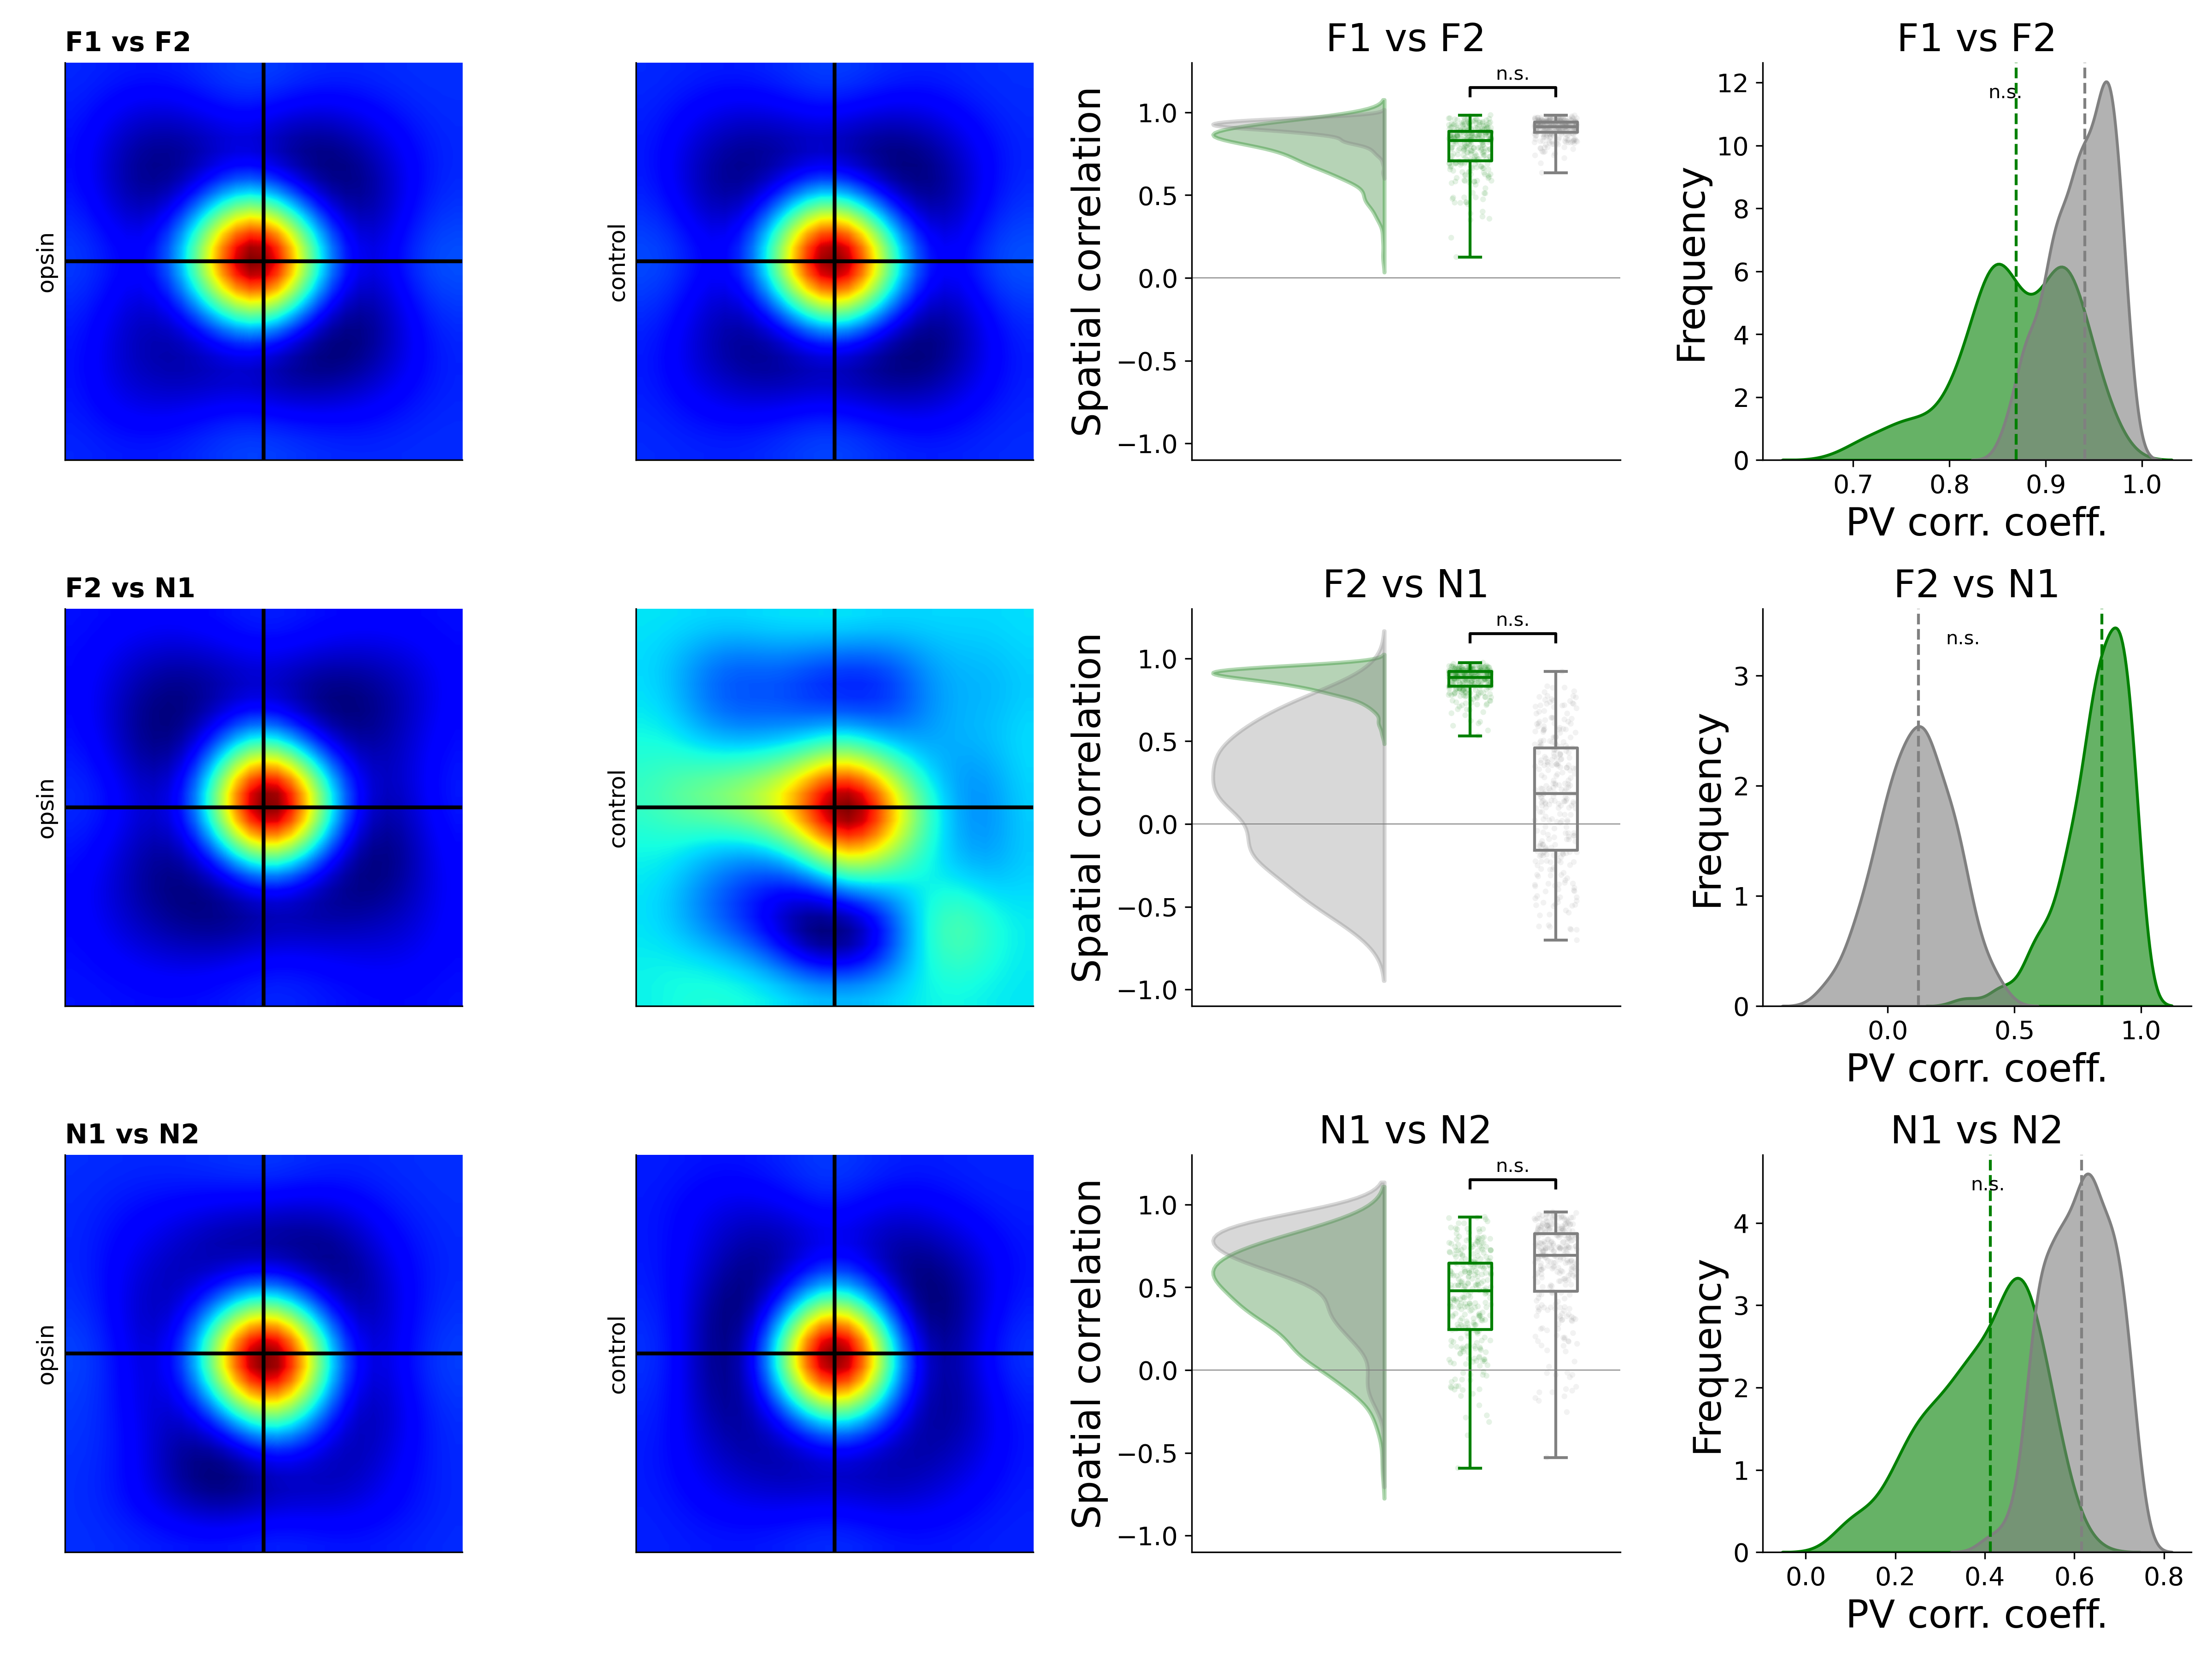 F1 vs F2
opsin
control
F1 vs F2
Spatial correlation
1.0
0.5
0.0
−0.5
−1.0
n.s.
F1 vs F2
Frequency
12
10
8
6
4
2
0
n.s.
0.7 0.8 0.9 1.0
PV corr. coeff.
F2 vs N1
opsin
control
F2 vs N1
Spatial correlation
1.0
0.5
0.0
−0.5
−1.0
n.s.
F2 vs N1
Frequency
3
2
1
0
n.s.
0.0 0.5 1.0
PV corr. coeff.
N1 vs N2
opsin
control
N1 vs N2
Spatial correlation
1.0
0.5
0.0
−0.5
−1.0
n.s.
N1 vs N2
Frequency
4
3
2
1
0
n.s.
0.0 0.2 0.4 0.6 0.8
PV corr. coeff.